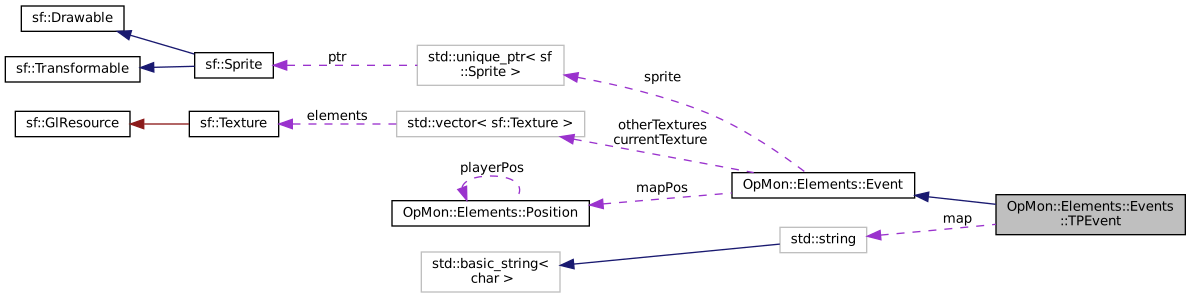 sf::Drawable
sf::Transformable
sf::Sprite
ptr
std::unique_ptr< sf
::Sprite >
sprite
sf::GlResource
sf::Texture
elements
std::vector< sf::Texture >
otherTextures
currentTexture
playerPos
OpMon::Elements::Position
mapPos
OpMon::Elements::Event
OpMon::Elements::Events
::TPEvent
map
std::string
std::basic_string<
char >